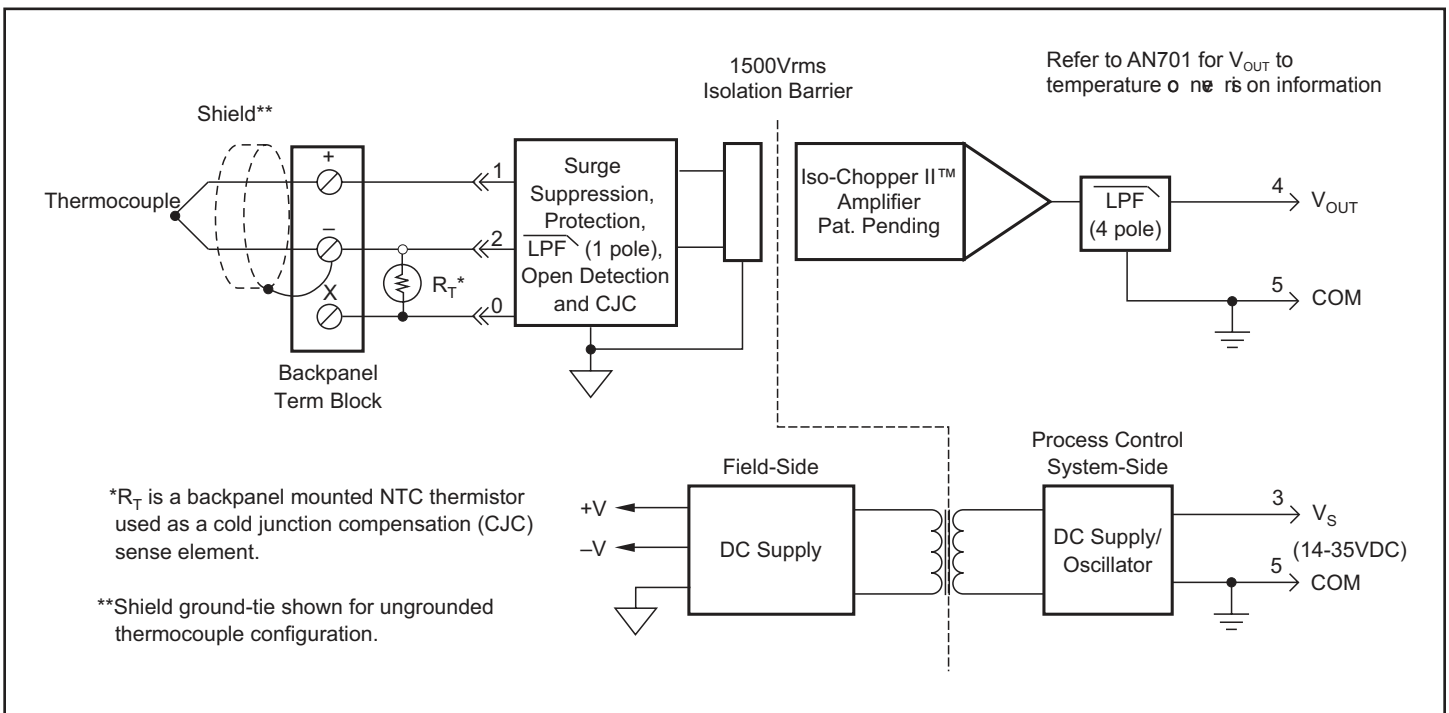 1500Vrms
Isolation Barrier
Refer to AN701 for VOUT to
temperature o ne ris on information
Shield**
Thermocouple
+
–
X
1
2
0
RT*
Backpanel
Term Block
Surge
Suppression,
Protection,
LPF (1 pole),
Open Detection
and CJC
Iso-Chopper II™
Amplifier
Pat. Pending
LPF
(4 pole)
4
VOUT
5
COM
Field-Side
+V
–V
DC Supply
Process Control
System-Side
DC Supply/
Oscillator
3
VS
(14-35VDC)
5
COM
*RT is a backpanel mounted NTC thermistor
used as a cold junction compensation (CJC)
sense element.
**Shield ground-tie shown for ungrounded
thermocouple configuration.